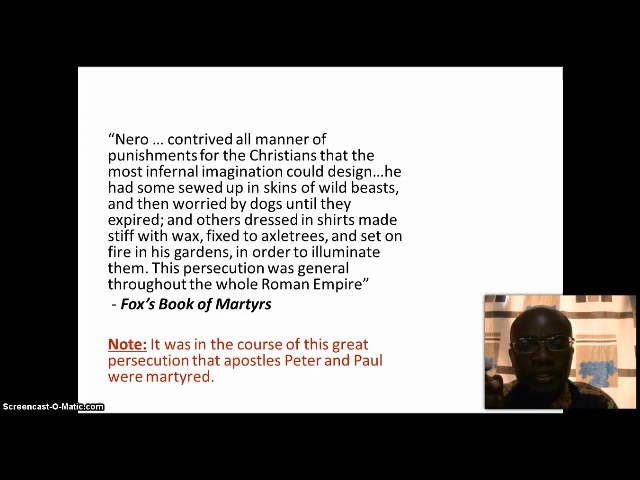 “Nero ... contrived all manner of
punishments for the Christians that the
most infernal imagination could design...he
had some sewed up in skins of wild beasts,
and then worried by dogs until they
expired; and others dressed in shirts made
stiff with wax, fixed to axletrees, and set on
fire in his gardens, in order to illuminate
them. This persecution was general
throughout the whole Roman Empire”
- Fox’s Book of Martyrs
Note: It was in the course of this great
persecution that apostles Peter and Paul
were martyred.
Screencast-O-Matic.com